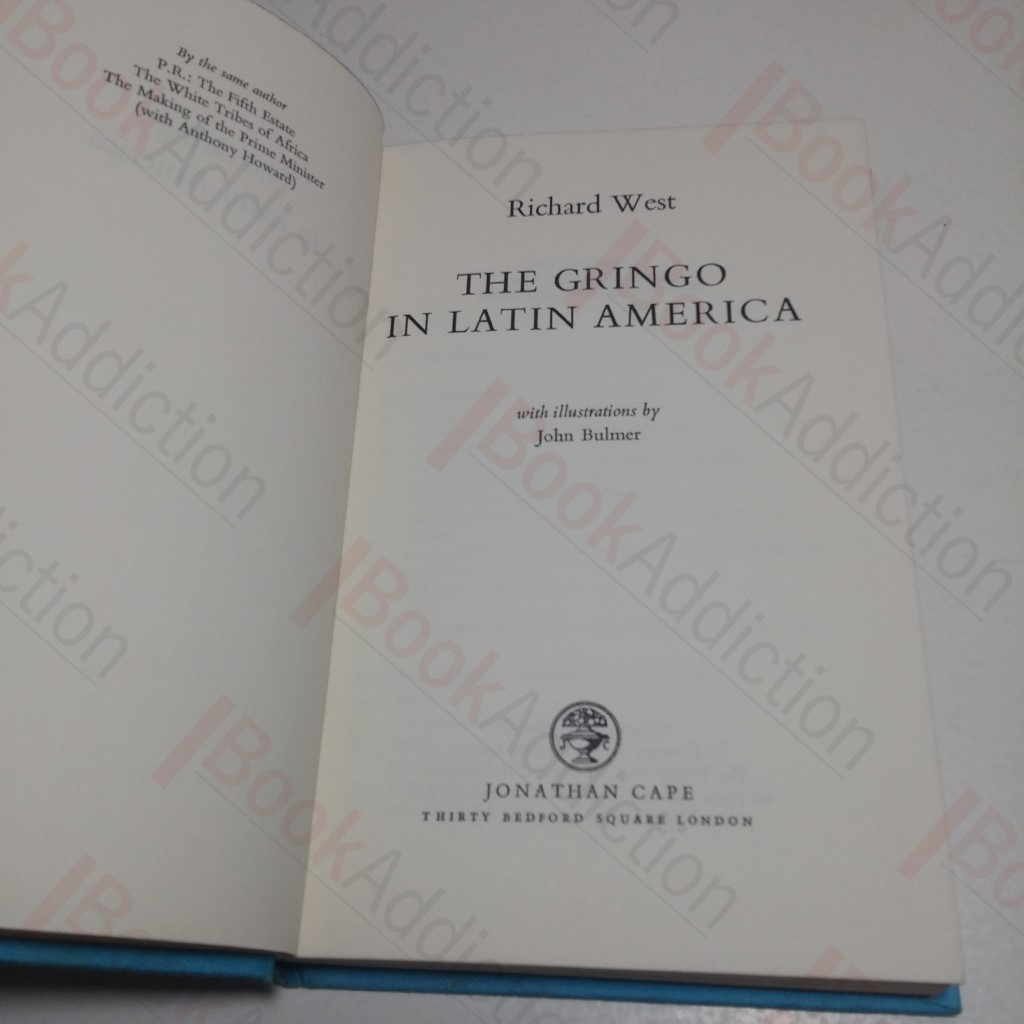 By the same author
P.R.: The Fifth Estate
The White Tribes of Africa
The Making of the Prime Minister
(with Anthony Howard)
Richard West
THE GRINGO
IN LATIN AMERICA
with illustrations by
John Bulmer
JONATHAN CAPE
THIRTY BEDFORD SQUARE LONDON
BookAddiction